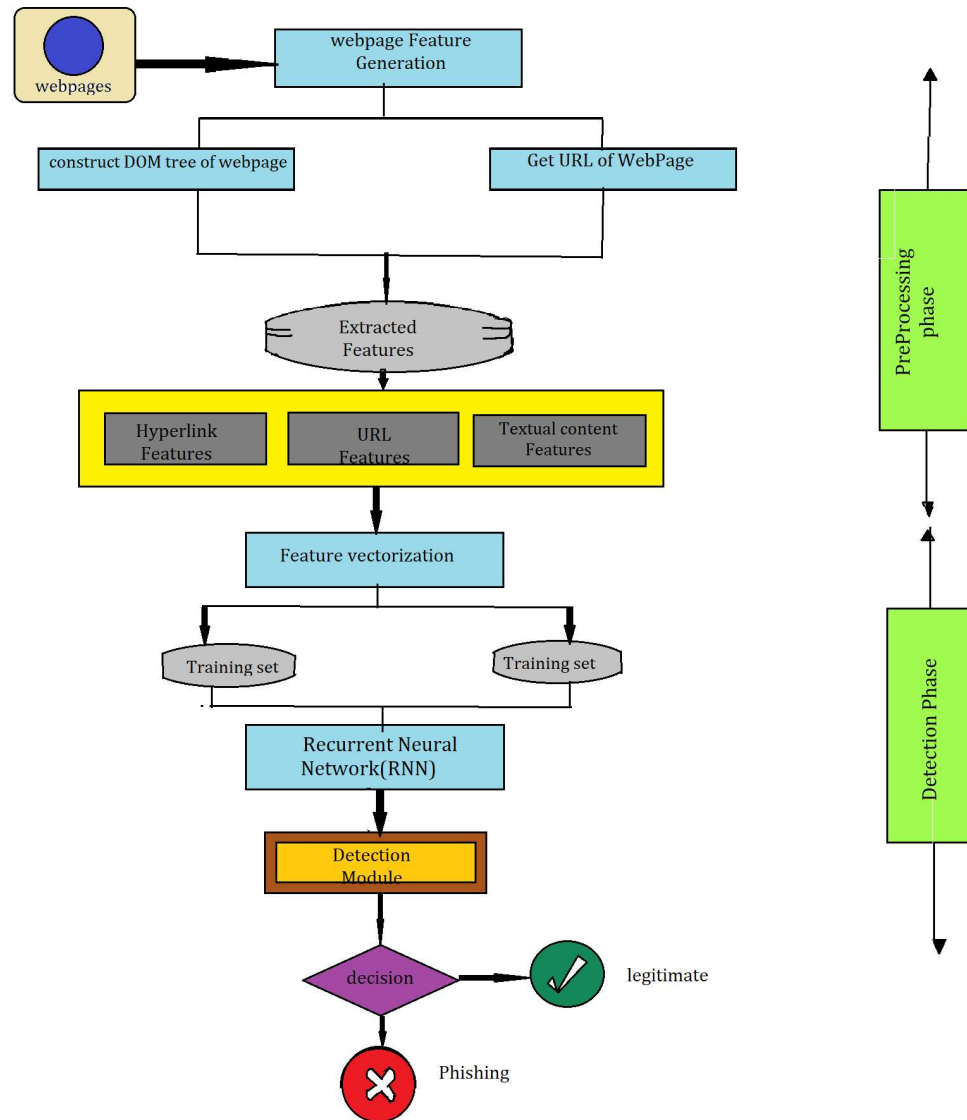 webpages
webpage Feature
Generation
construct DOM tree of webpage
Get URL of WebPage
Extracted
Features
Hyperlink
Features
URL
Features
Textual content
Features
Feature vectorization
Training set
Training set
Recurrent Neural
Network(RNN)
Detection
Module
decision
legitimate
Phishing
PreProcessing
phase
Detection Phase